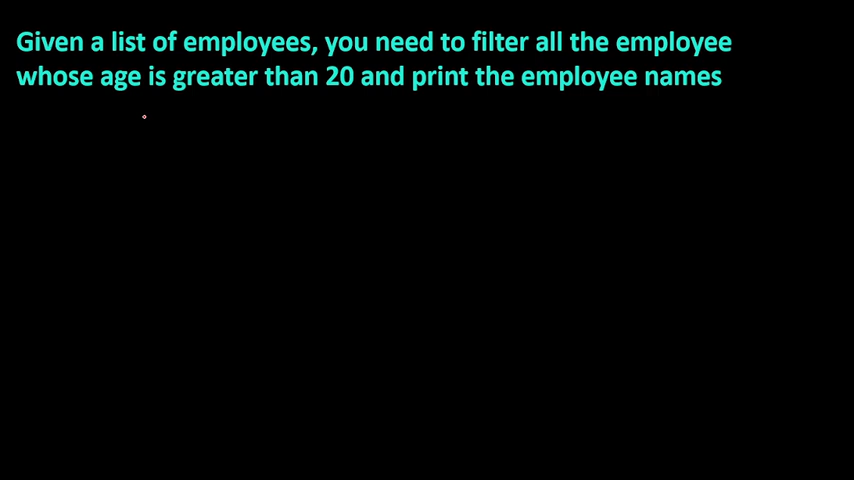 Given a list of employees, you need to filter all the employee
whose age is greater than 20 and print the employee names